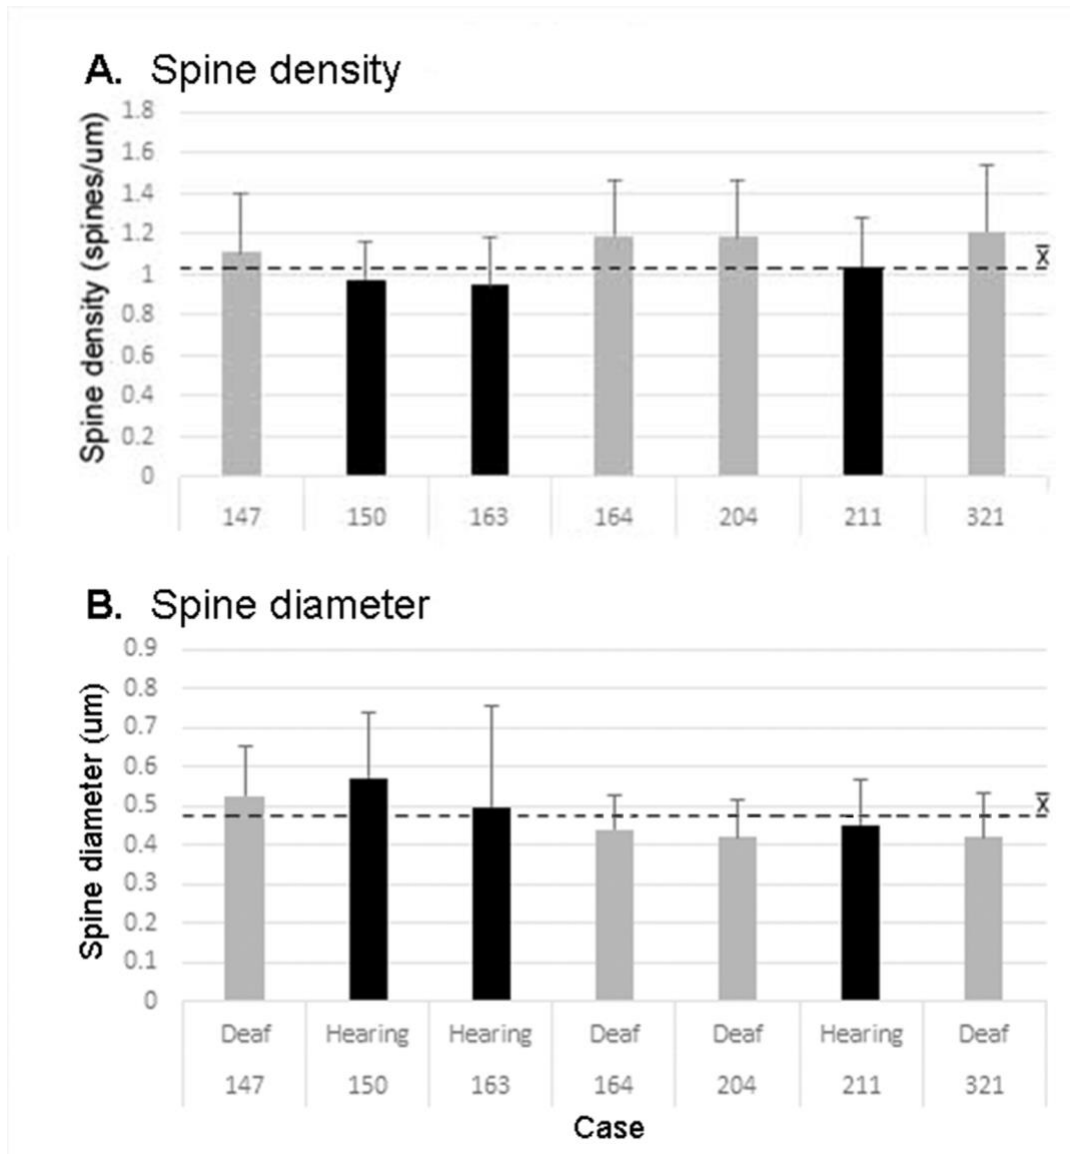 A. Spine density
Spine density (spines/um)
1.8
1.6
1.4
1.2
1
0.8
0.6
0.4
0.2
0
x̄
147 150 163 164 204 211 321
B. Spine diameter
Spine diameter (um)
0.9
0.8
0.7
0.6
0.5
0.4
0.3
0.2
0.1
0
x̄
Deaf Hearing Hearing Deaf Deaf Hearing Deaf
147 150 163 164 204 211 321
Case